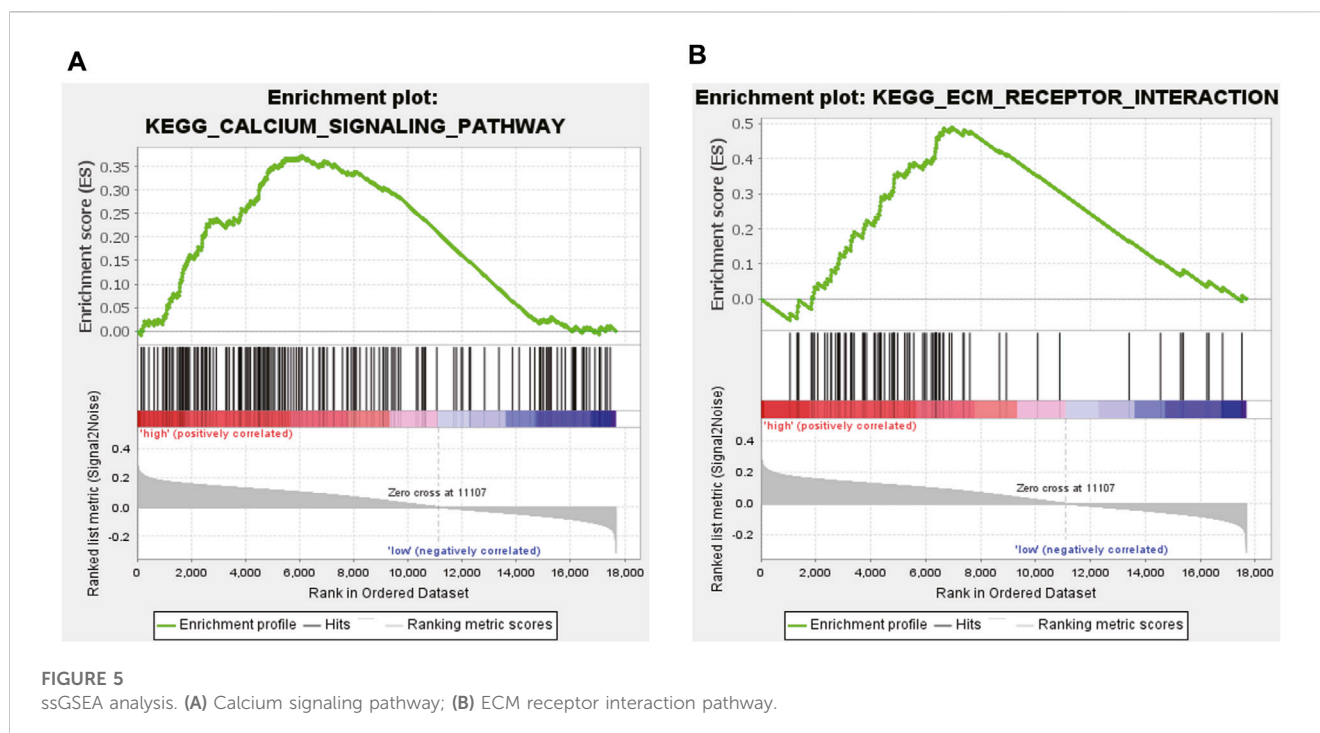 A
Enrichment plot:
KEGG_CALCIUM_SIGNALING_PATHWAY
Enrichment score (ES)
0.35
0.30
0.25
0.20
0.15
0.10
0.05
0.00
'high' (positively correlated)
Ranked list metric (Signal2Noise)
0.4
0.2
0.0
-0.2
Zero cross at 11107
'low' (negatively correlated)
0 2,000 4,000 6,000 8,000 10,000 12,000 14,000 16,000 18,000
Rank in Ordered Dataset
Enrichment profile Hits Ranking metric scores
B
Enrichment plot: KEGG_ECM_RECEPTOR_INTERACTION
Enrichment score (ES)
0.5
0.4
0.3
0.2
0.1
0.0
'high' (positively correlated)
Ranked list metric (Signal2Noise)
0.4
0.2
0.0
-0.2
Zero cross at 11107
'low' (negatively correlated)
0 2,000 4,000 6,000 8,000 10,000 12,000 14,000 16,000 18,000
Rank in Ordered Dataset
Enrichment profile Hits Ranking metric scores
FIGURE 5
ssGSEA analysis. (A) Calcium signaling pathway; (B) ECM receptor interaction pathway.